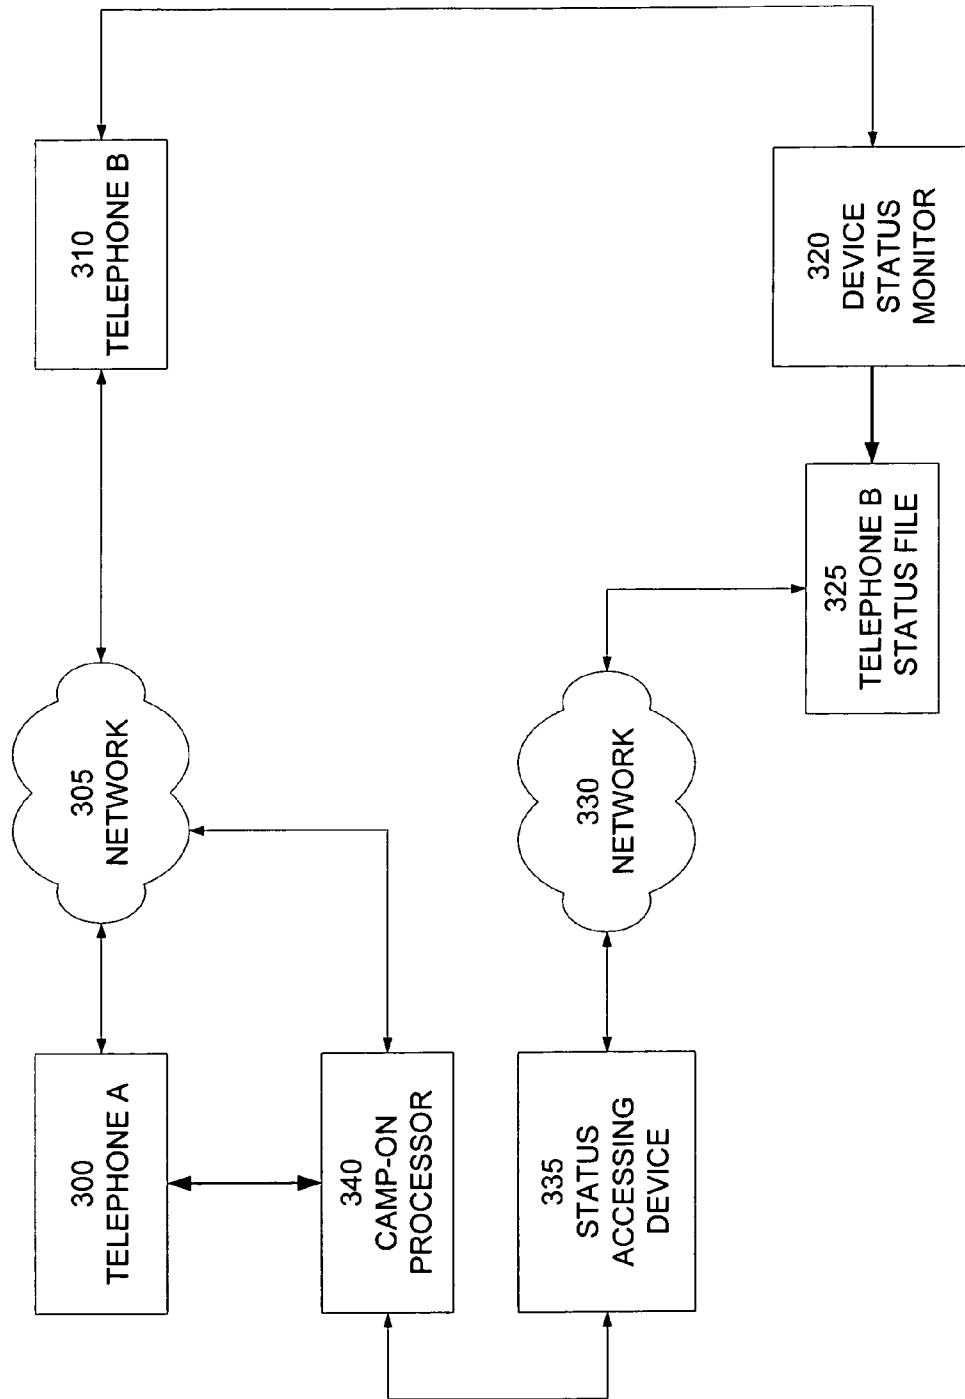 300
TELEPHONE A
305
NETWORK
310
TELEPHONE B
340
CAMP-ON
PROCESSOR
335
STATUS
ACCESSING
DEVICE
330
NETWORK
325
TELEPHONE B
STATUS FILE
320
DEVICE
STATUS
MONITOR